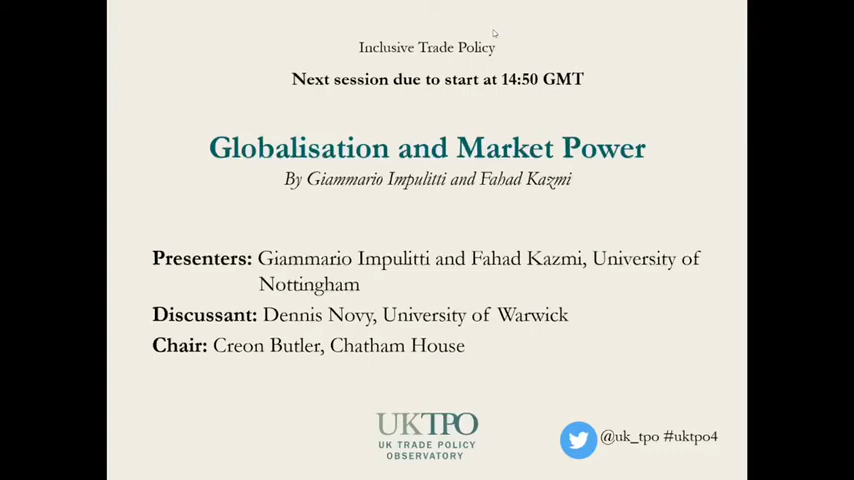 Inclusive Trade Policy
Next session due to start at 14:50 GMT
Globalisation and Market Power
By Giammario Impulitti and Fahad Kazmi
Presenters: Giammario Impulitti and Fahad Kazmi, University of
Nottingham
Discussant: Dennis Novy, University of Warwick
Chair: Creon Butler, Chatham House
UKTPO
UK TRADE POLICY
OBSERVATORY
@uk_tpo #uktpo4